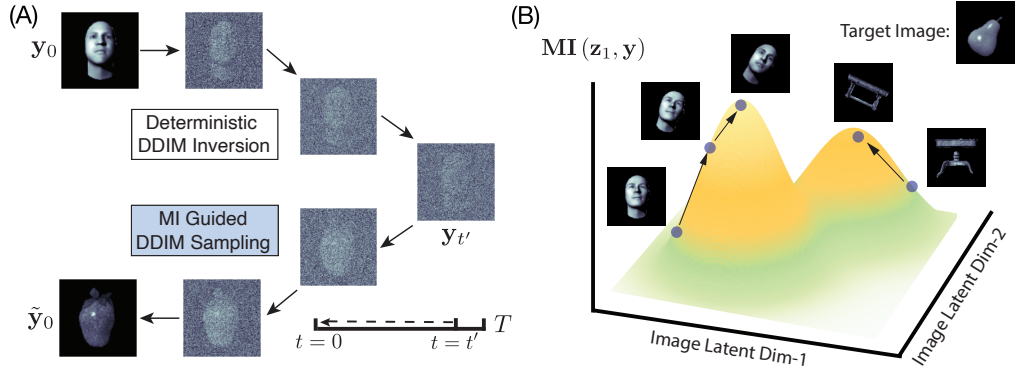 (A)
y₀
Deterministic
DDIM Inversion
MI Guided
DDIM Sampling
y_{t'}
ỹ₀
t = 0
t = t'
T
(B)
MI (z₁, y)
Target Image:
Image Latent Dim-1
Image Latent Dim-2